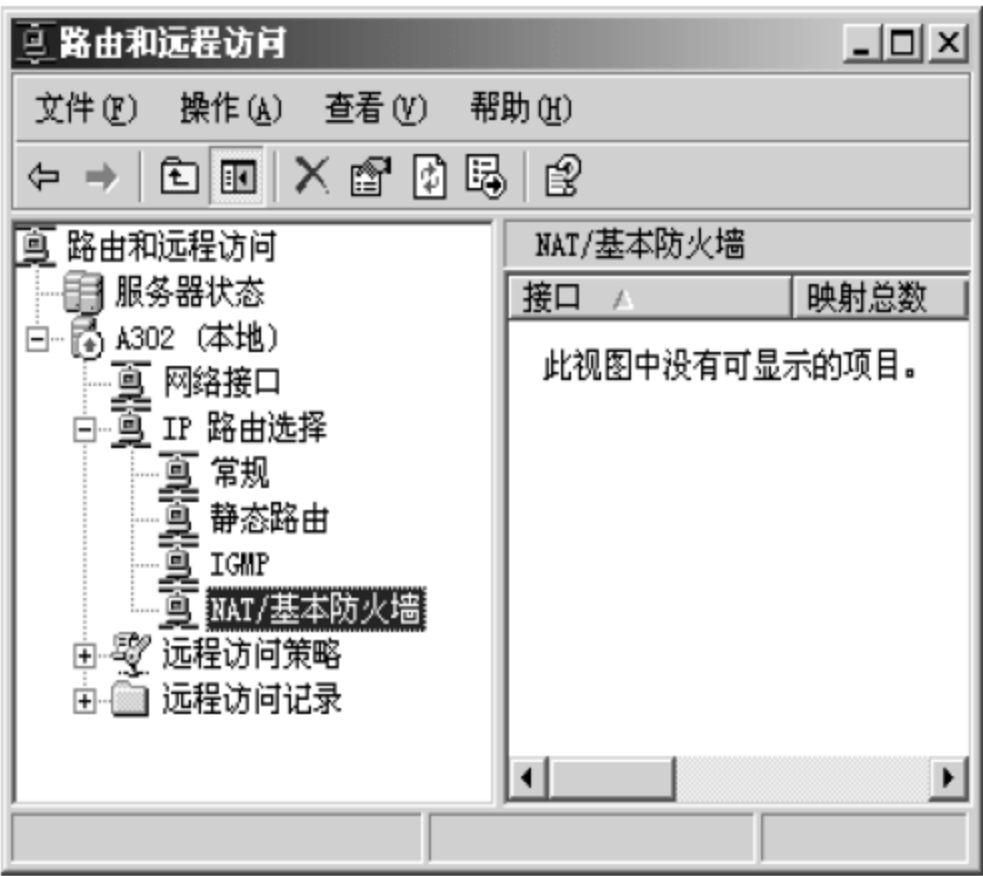 路由和远程访问
文件(F) 操作(A) 查看(V) 帮助(H)
路由和远程访问
服务器状态
A302 (本地)
网络接口
IP 路由选择
常规
静态路由
IGMP
NAT/基本防火墙
远程访问策略
远程访问记录
NAT/基本防火墙
接口 映射总数
此视图中没有可显示的项目。